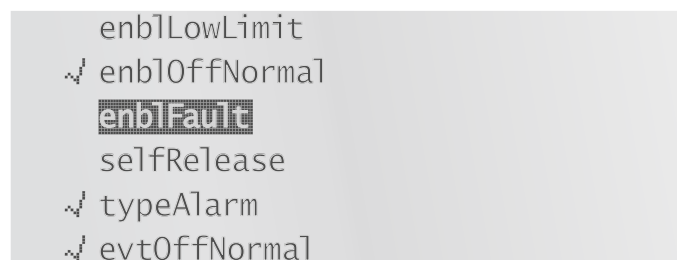 enblLowLimit
enblOffNormal
enblFault
selfRelease
typeAlarm
evtOffNormal